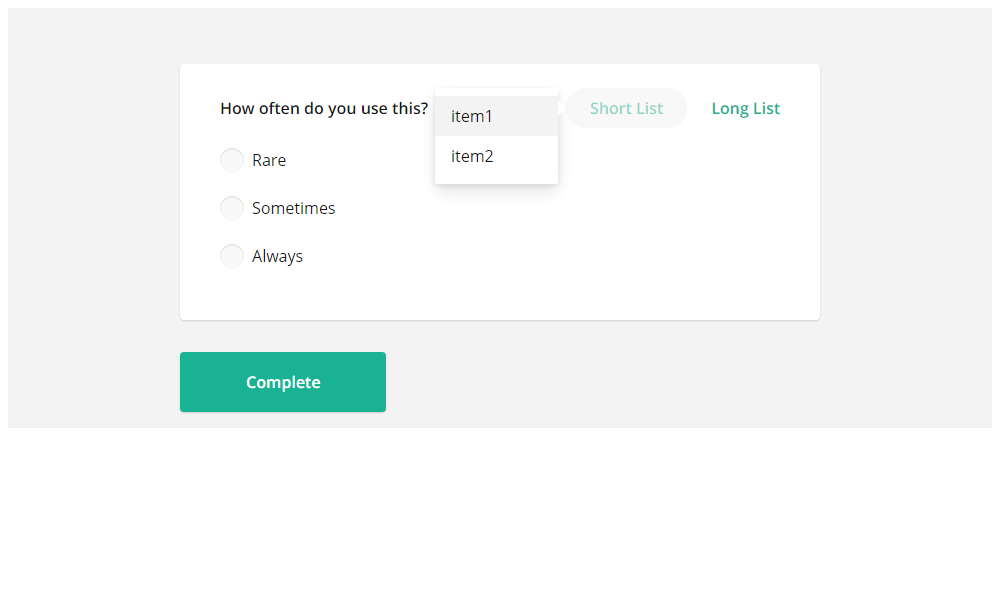 How often do you use this?
item1
item2
Short List
Long List
Rare
Sometimes
Always
Complete